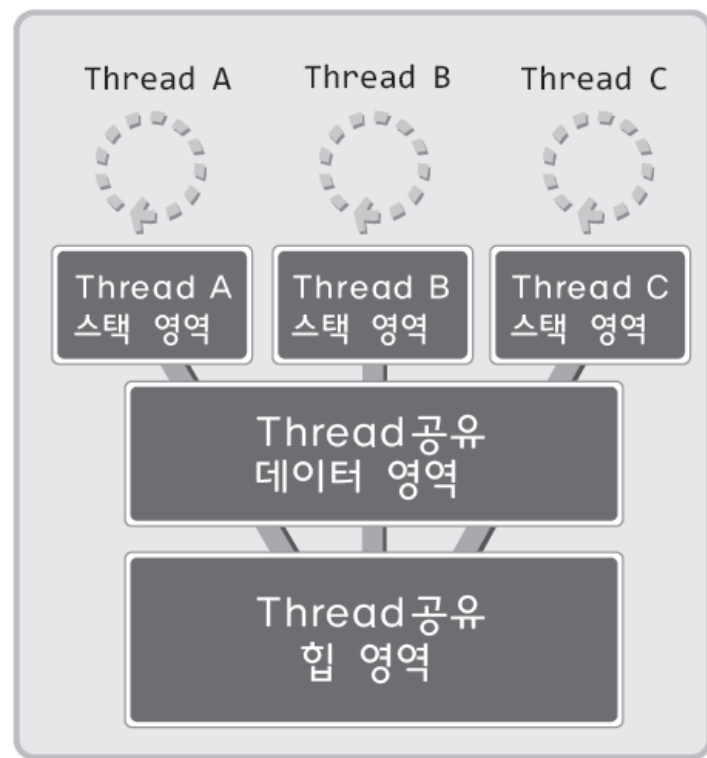 Thread A
Thread B
Thread C
Thread A
스택 영역
Thread B
스택 영역
Thread C
스택 영역
Thread공유
데이터 영역
Thread공유
힙 영역